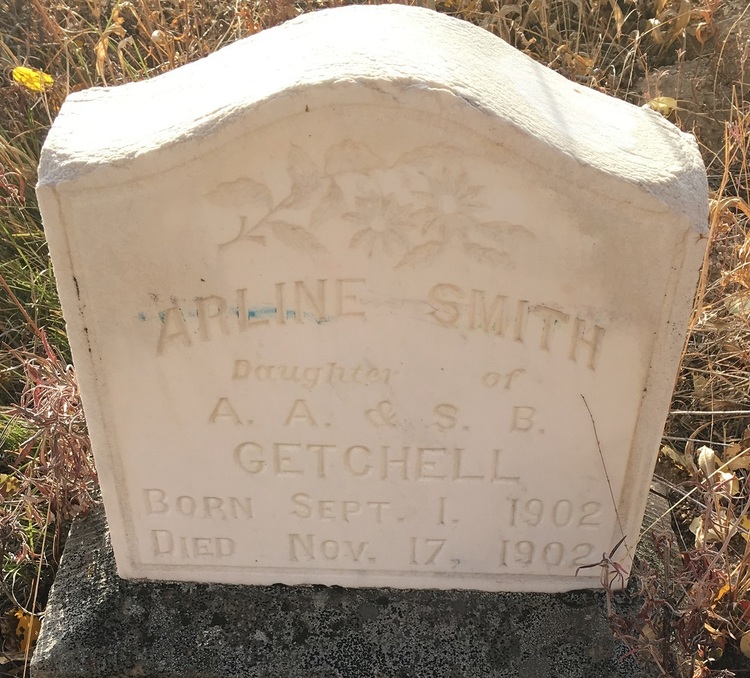 ARLINE SMITH
Daughter of
A. A. & S. B.
GETCHELL
BORN SEPT. 1. 1902
DIED NOV. 17, 1902